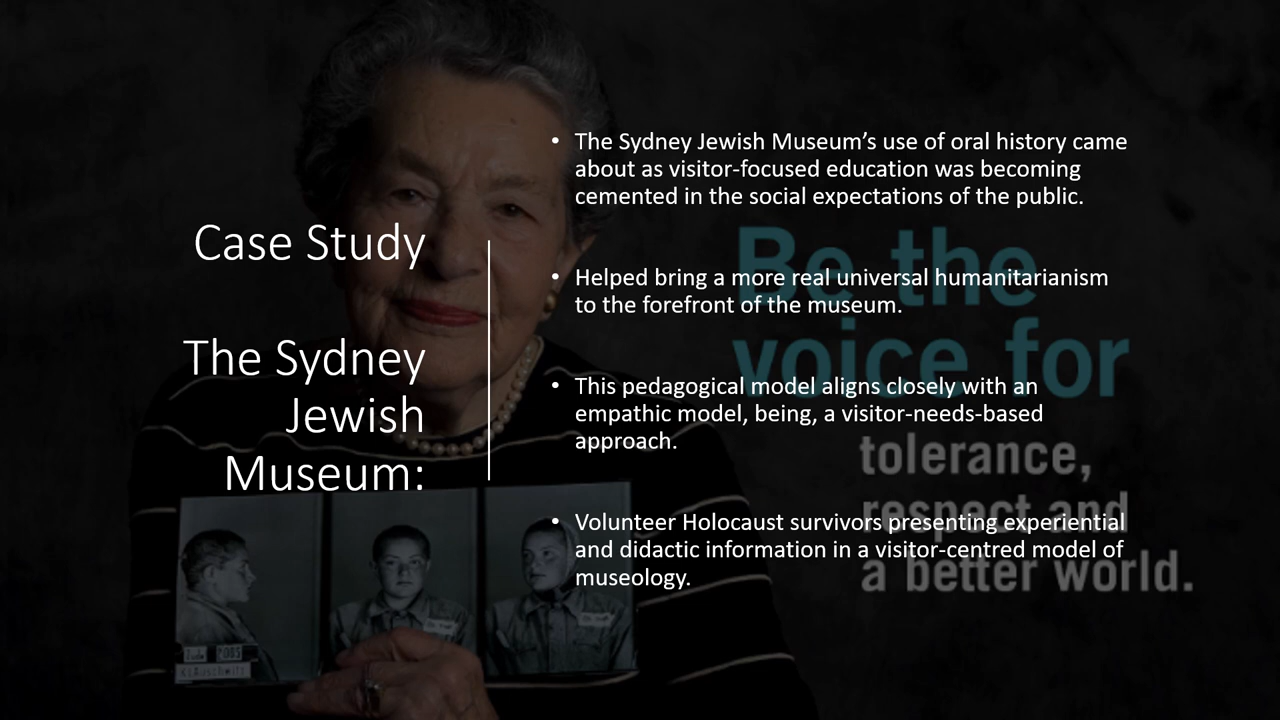 Case Study
The Sydney
Jewish
Museum:
• The Sydney Jewish Museum’s use of oral history came
about as visitor-focused education was becoming
cemented in the social expectations of the public.
• Helped bring a more real universal humanitarianism
to the forefront of the museum.
• This pedagogical model aligns closely with an
empathic model, being, a visitor-needs-based
approach.
• Volunteer Holocaust survivors presenting experiential
and didactic information in a visitor-centred model of
museology.
Be the
voice for
tolerance,
respect and
a better world.